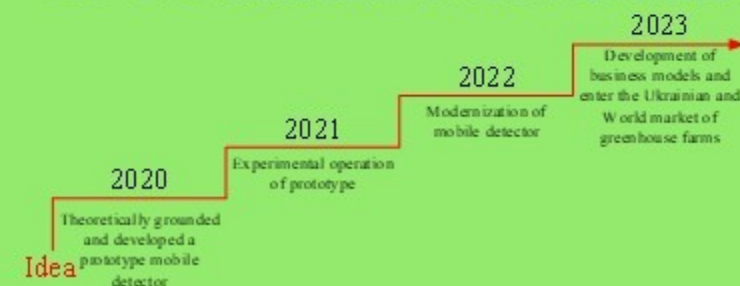 2020
Theoretically grounded
and developed a
prototype mobile
detector
Idea
2021
Experimental operation
of prototype
2022
Modernization of
mobile detector
2023
Development of
business models and
enter the Ukrainian and
World market of
greenhouse farms